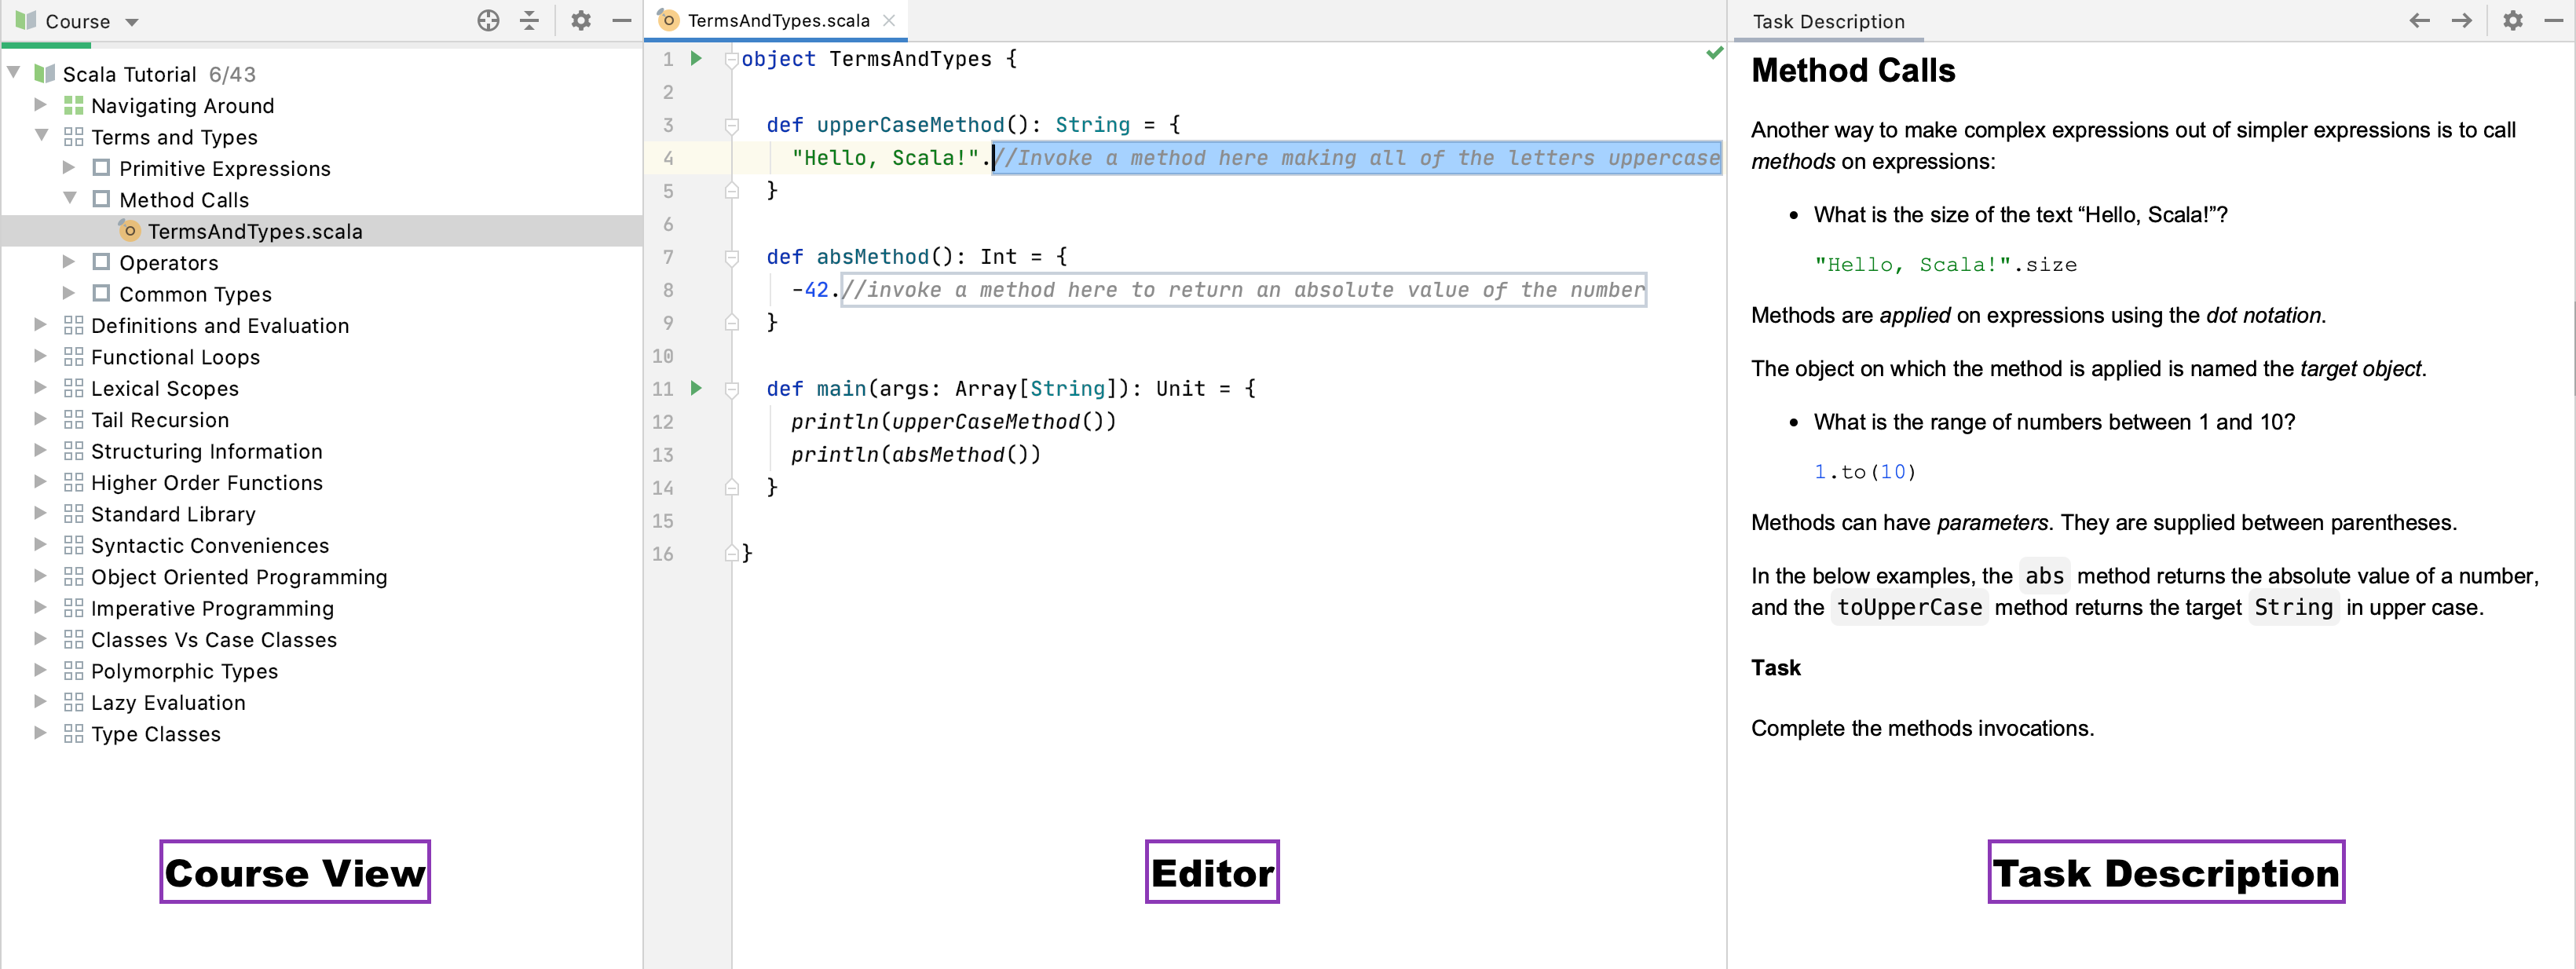 Course
Scala Tutorial 6/43
Navigating Around
Terms and Types
Primitive Expressions
Method Calls
TermsAndTypes.scala
Operators
Common Types
Definitions and Evaluation
Functional Loops
Lexical Scopes
Tail Recursion
Structuring Information
Higher Order Functions
Standard Library
Syntactic Conveniences
Object Oriented Programming
Imperative Programming
Classes Vs Case Classes
Polymorphic Types
Lazy Evaluation
Type Classes
Course View
TermsAndTypes.scala
1 object TermsAndTypes {
2
3 def upperCaseMethod(): String = {
4 "Hello, Scala!".//Invoke a method here making all of the letters uppercase
5 }
6
7 def absMethod(): Int = {
8 -42.//invoke a method here to return an absolute value of the number
9 }
10
11 def main(args: Array[String]): Unit = {
12 println(upperCaseMethod())
13 println(absMethod())
14 }
15
16 }
Editor
Task Description
Method Calls
Another way to make complex expressions out of simpler expressions is to call
methods on expressions:
• What is the size of the text “Hello, Scala!”?
"Hello, Scala!".size
Methods are applied on expressions using the dot notation.
The object on which the method is applied is named the target object.
• What is the range of numbers between 1 and 10?
1.to(10)
Methods can have parameters. They are supplied between parentheses.
In the below examples, the abs method returns the absolute value of a number,
and the toUpperCase method returns the target String in upper case.
Task
Complete the methods invocations.
Task Description